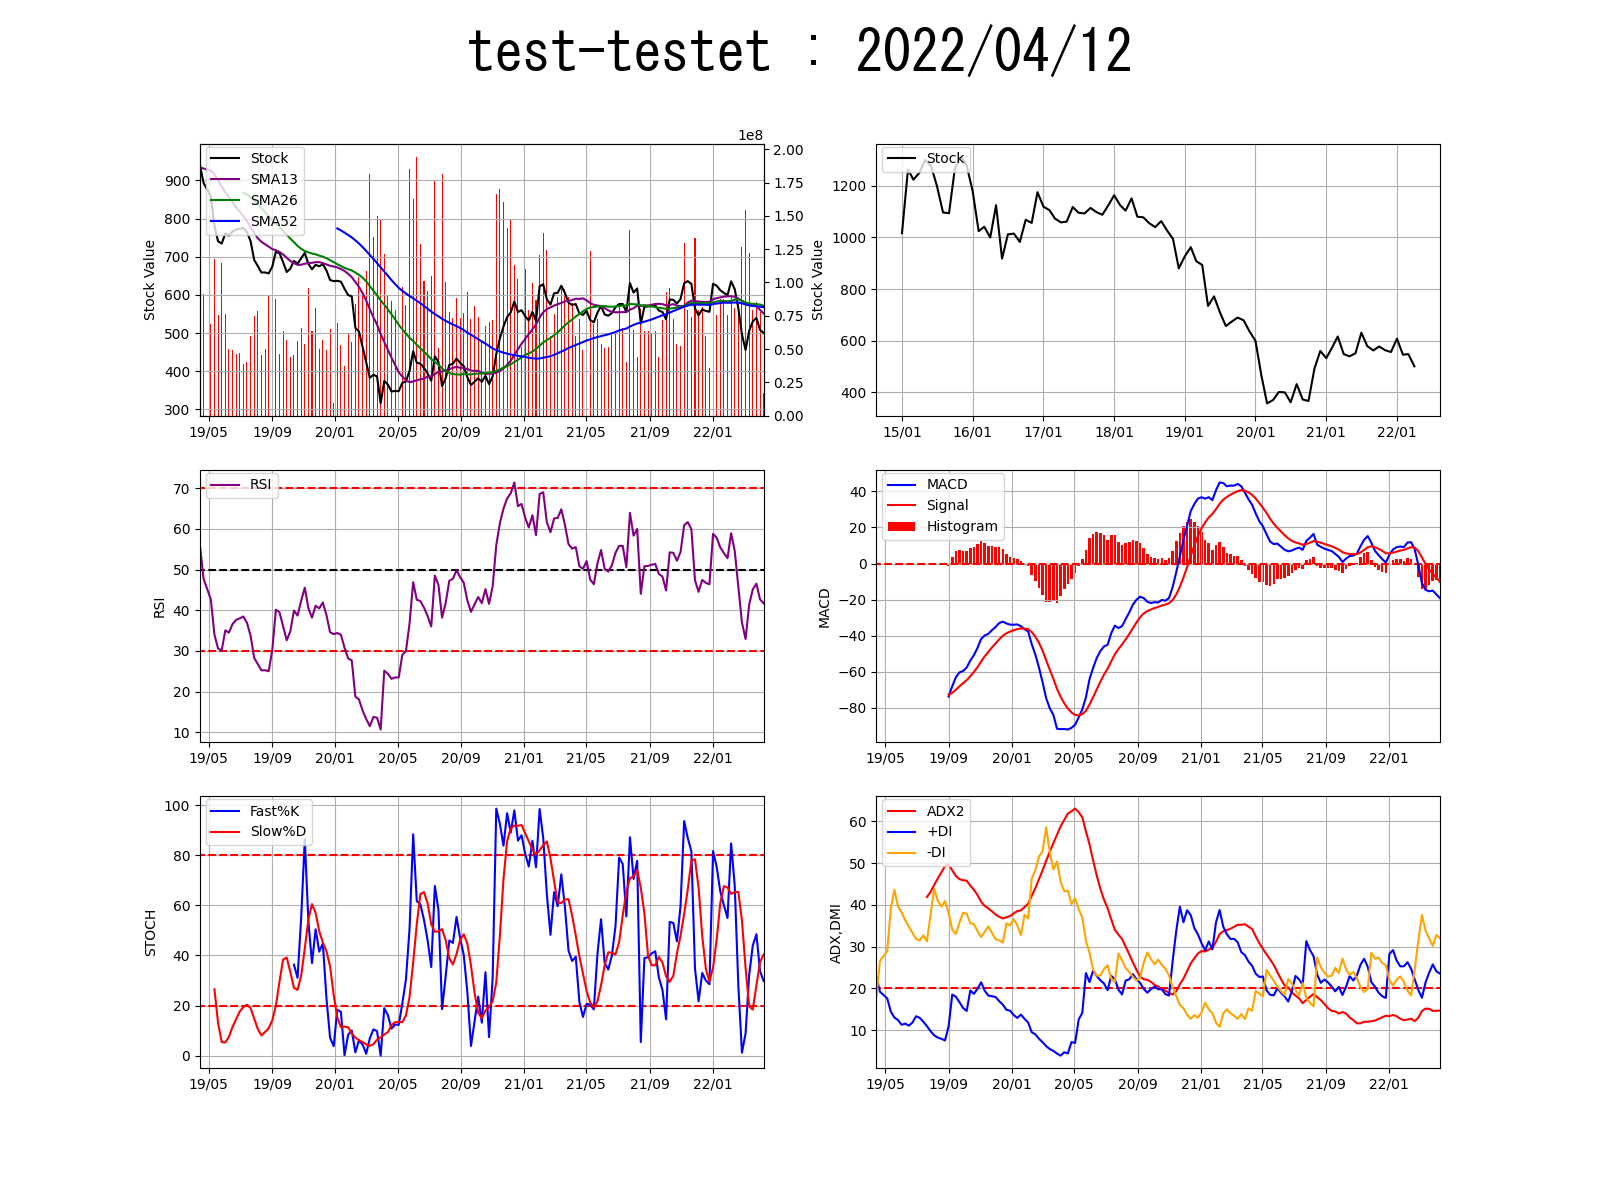 test-testet : 2022/04/12
1e8
Stock
SMA13
SMA26
SMA52
Stock Value
900
800
700
600
500
400
300
2.00
1.75
1.50
1.25
1.00
0.75
0.50
0.25
0.00
19/05 19/09 20/01 20/05 20/09 21/01 21/05 21/09 22/01
Stock
Stock Value
1200
1000
800
600
400
15/01 16/01 17/01 18/01 19/01 20/01 21/01 22/01
RSI
RSI
70
60
50
40
30
20
10
19/05 19/09 20/01 20/05 20/09 21/01 21/05 21/09 22/01
MACD
Signal
Histogram
MACD
40
20
0
−20
−40
−60
−80
19/05 19/09 20/01 20/05 20/09 21/01 21/05 21/09 22/01
Fast%K
Slow%D
STOCH
100
80
60
40
20
0
19/05 19/09 20/01 20/05 20/09 21/01 21/05 21/09 22/01
ADX2
+DI
-DI
ADX,DMI
60
50
40
30
20
10
19/05 19/09 20/01 20/05 20/09 21/01 21/05 21/09 22/01